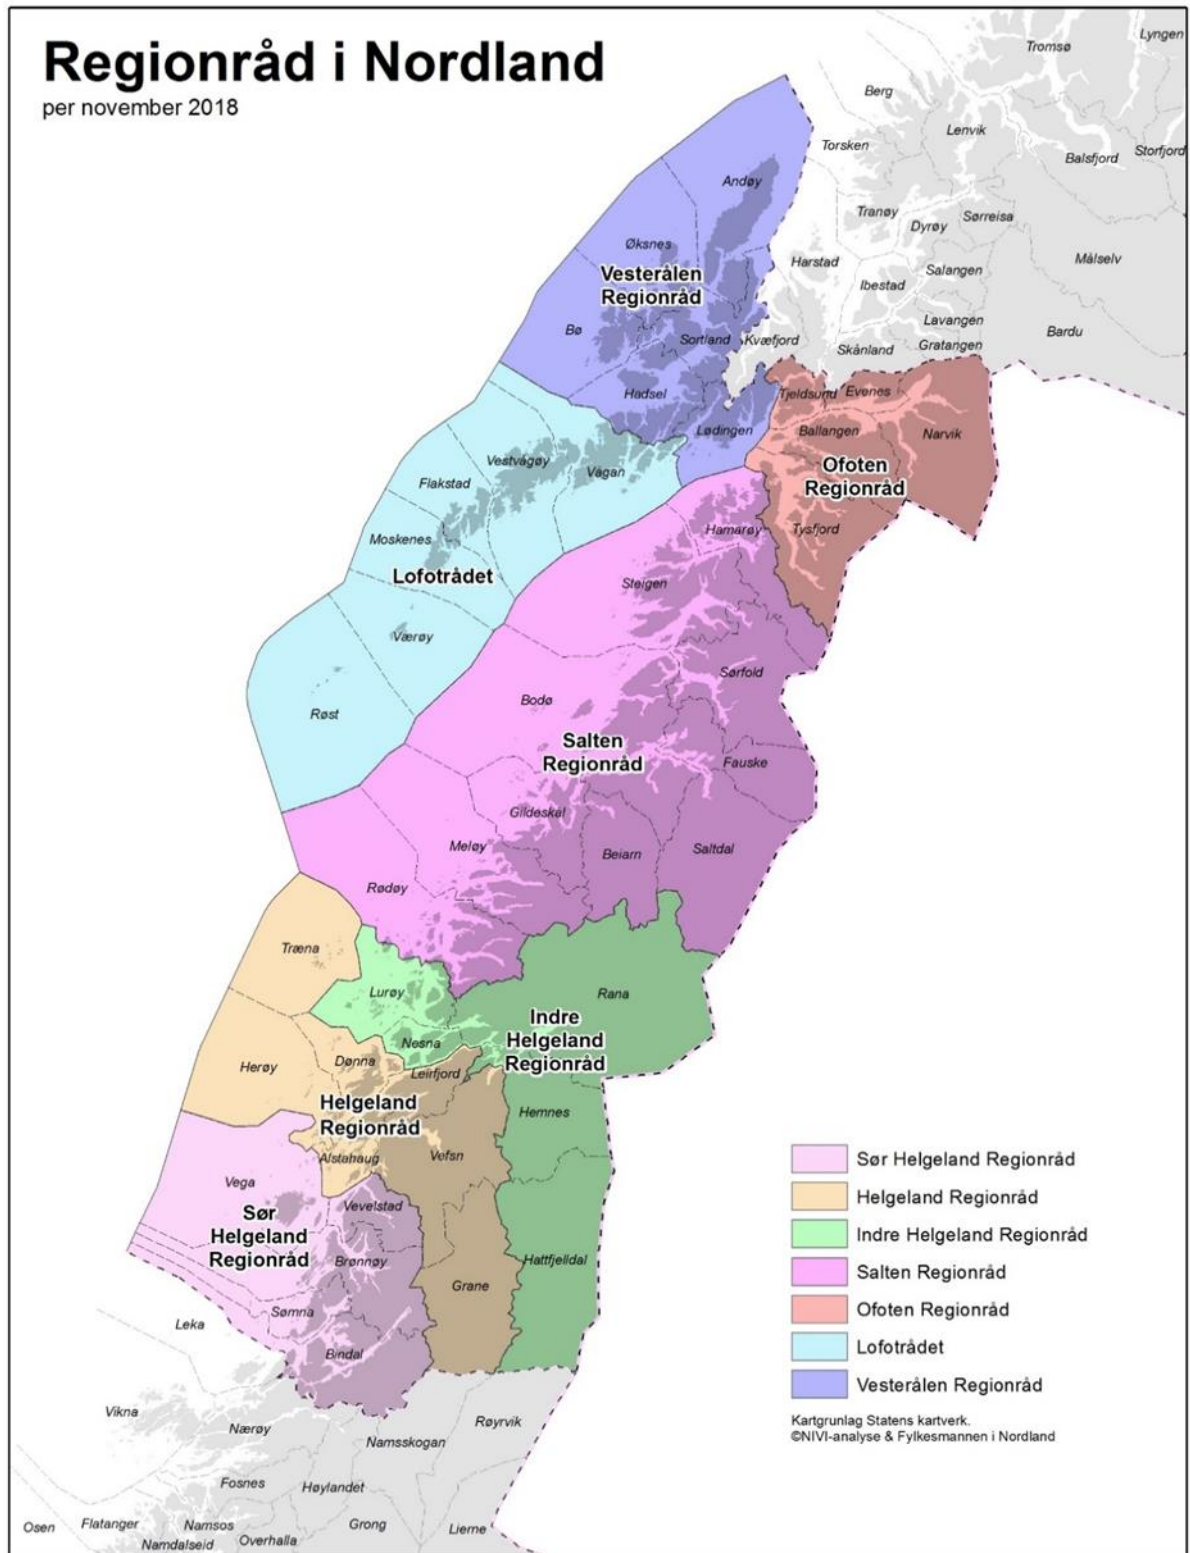 Regionråd i Nordland
per november 2018
Lyngen
Tromsø
Berg
Lenvik
Torsken
Balsfjord
Storfjord
Andøy
Tranøy
Sørreisa
Dyrøy
Øksnes
Harstad
Målselv
Salangen
Vesterålen
Regionråd
Ibestad
Lavangen
Bø
Sortland
Kvæfjord
Skånland
Gratangen
Bardu
Hadsel
Tjeldsund
Evenes
Lødingen
Ballangen
Narvik
Vestvågøy
Vågan
Ofoten
Regionråd
Flakstad
Hamarøy
Tysfjord
Moskenes
Lofotrådet
Steigen
Værøy
Sørfold
Bodø
Røst
Salten
Regionråd
Fauske
Gildeskål
Meløy
Beiarn
Saltdal
Rødøy
Træna
Lurøy
Rana
Indre
Helgeland
Regionråd
Nesna
Dønna
Herøy
Leirfjord
Helgeland
Regionråd
Hemnes
Alstahaug
Vefsn
Vega
Vevelstad
Sør
Helgeland
Regionråd
Brønnøy
Hattfjelldal
Grane
Sømna
Leka
Bindal
Sør Helgeland Regionråd
Helgeland Regionråd
Indre Helgeland Regionråd
Salten Regionråd
Ofoten Regionråd
Lofotrådet
Vesterålen Regionråd
Kartgrunlag Statens kartverk.
©NIVI-analyse & Fylkesmannen i Nordland
Vikna
Nærøy
Røyrvik
Namsskogan
Fosnes
Høylandet
Osen
Flatanger
Namsos
Grong
Lierne
Overhalla
Namdalseid